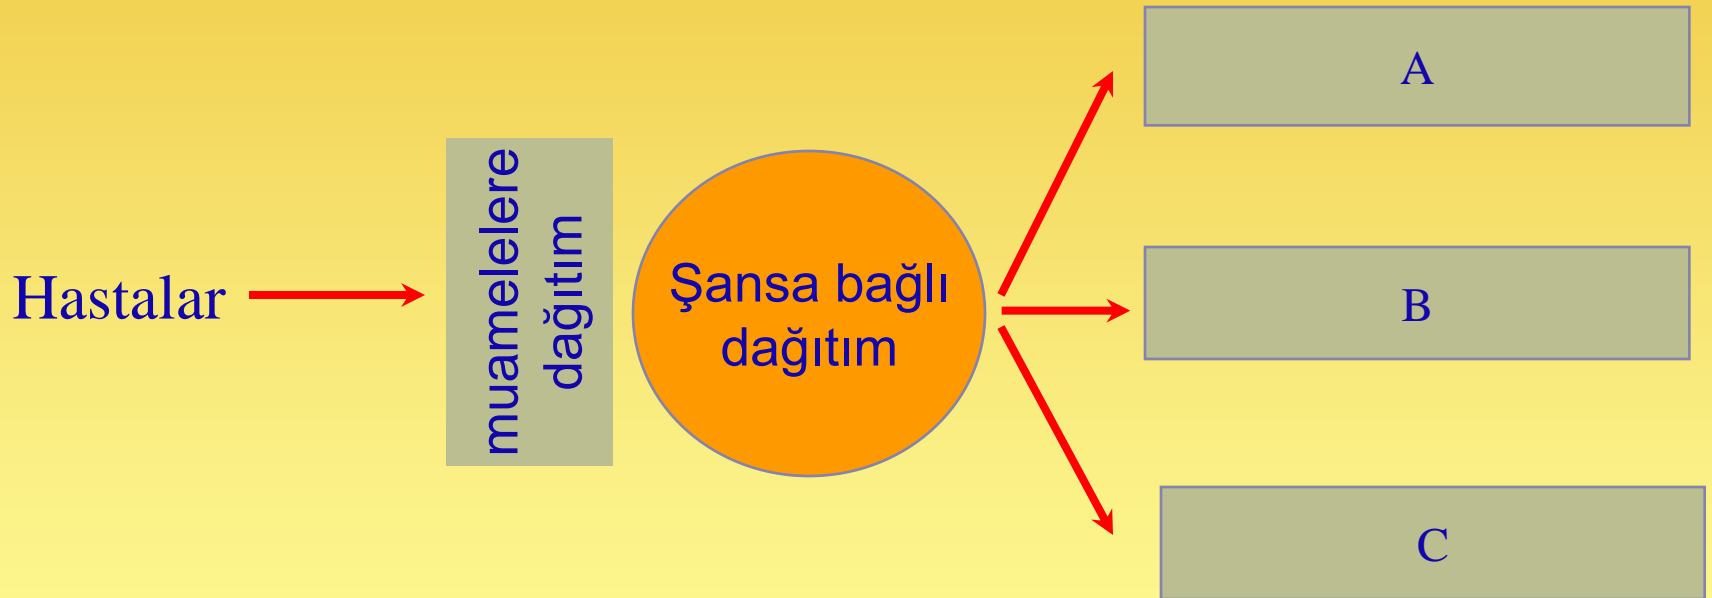 Hastalar
muamelelere
dağıtım
Şansa bağlı
dağıtım
A
B
C